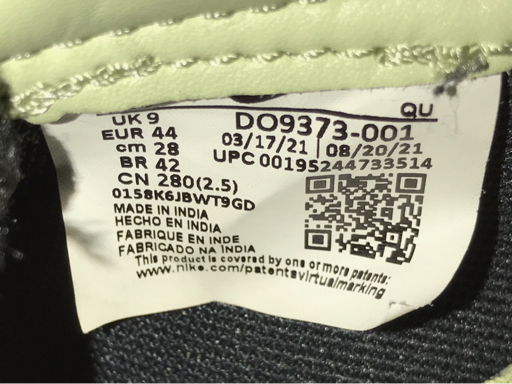 QU
UK 9
EUR 44
cm 28
BR 42
CN 280(2.5)
0158K6JBWT9GD
DO9373-001
03/17/21 | 08/20/21
UPC 00195244733514
MADE IN INDIA
HECHO EN INDIA
FABRIQUE EN INDE
FABRICADO NA INDIA
This product is covered by one or more patents:
www.nike.com/patentsvirtualmarking